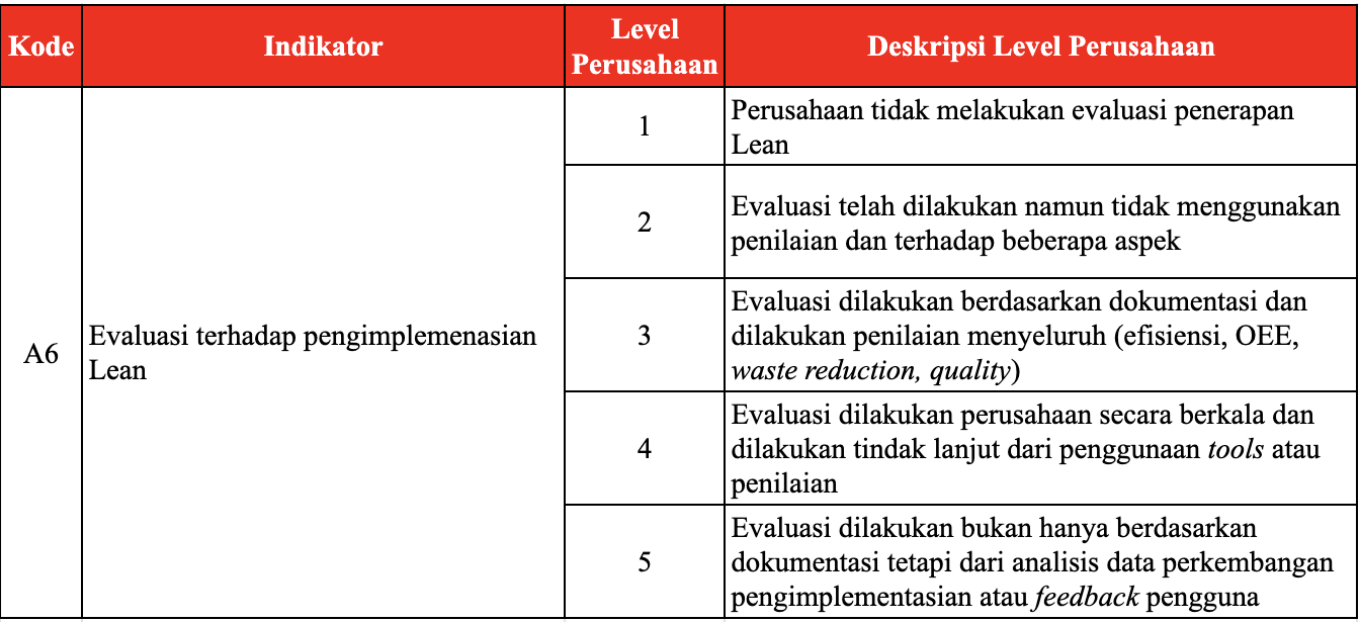 Kode
Indikator
Level
Perusahaan
Deskripsi Level Perusahaan
A6
Evaluasi terhadap pengimplemenasian
Lean
1
Perusahaan tidak melakukan evaluasi penerapan
Lean
2
Evaluasi telah dilakukan namun tidak menggunakan
penilaian dan terhadap beberapa aspek
3
Evaluasi dilakukan berdasarkan dokumentasi dan
dilakukan penilaian menyeluruh (efisiensi, OEE,
waste reduction, quality)
4
Evaluasi dilakukan perusahaan secara berkala dan
dilakukan tindak lanjut dari penggunaan tools atau
penilaian
5
Evaluasi dilakukan bukan hanya berdasarkan
dokumentasi tetapi dari analisis data perkembangan
pengimplementasian atau feedback pengguna